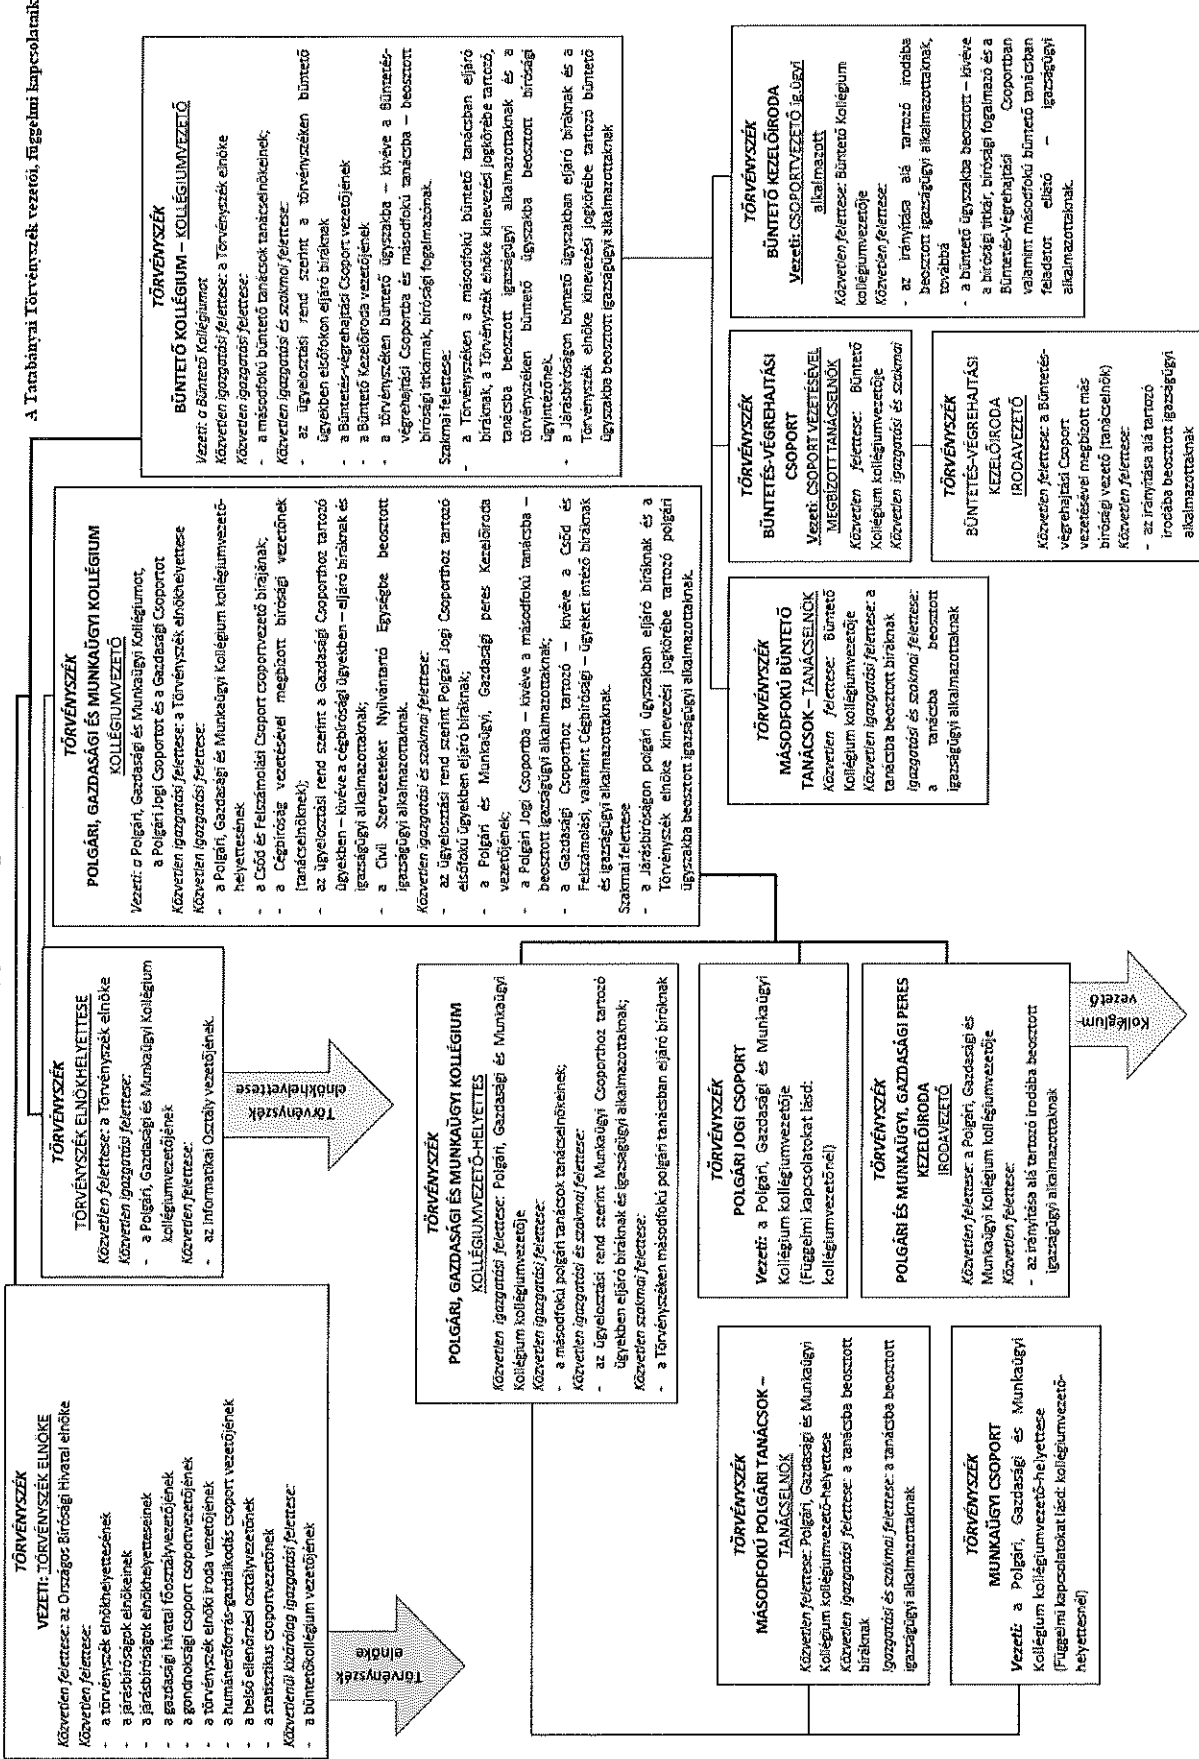 A Tatabányai Törvényszék vezetői, függelmi kapcsolataik
TÖRVÉNYSZÉK
VEZETI: TÖRVÉNYSZÉK ELNÖKE
Közvetlen felettese: az Országos Bírósági Hivatal elnöke
Közvetlen felettese:
- a törvényszék elnökhelyettesének
- a járásbíróságok elnökeinek
- a járásbíróságok elnökhelyetteseinek
- a gazdasági hivatal főosztályvezetőjének
- a gondnoksági csoport csoportvezetőjének
- a törvényszék elnöki iroda vezetőjének
- a humánerőforrás-gazdálkodás csoport vezetőjének
- a belső ellenőrzési osztályvezetőnek
- a statisztikus csoportvezetőnek
Közvetlenül kizárólag igazgatási felettese:
- a büntetőkollégium vezetőjének
Törvényszék
elnöke
TÖRVÉNYSZÉK
TÖRVÉNYSZÉK ELNÖKHELYETTESE
Közvetlen felettese: a Törvényszék elnöke
Közvetlen igazgatási felettese:
- a Polgári, Gazdasági és Munkaügyi Kollégium
kollégiumvezetőjének
Közvetlen felettese:
- az Informatikai Osztály vezetőjének.
Törvényszék
elnökhelyettese
TÖRVÉNYSZÉK
POLGÁRI, GAZDASÁGI ÉS MUNKAÜGYI KOLLÉGIUM
KOLLÉGIUMVEZETŐ
Vezeti: a Polgári, Gazdasági és Munkaügyi Kollégiumot,
a Polgári Jogi Csoportot és a Gazdasági Csoportot
Közvetlen igazgatási felettese: a Törvényszék elnökhelyettese
Közvetlen igazgatási felettese:
- a Polgári, Gazdasági és Munkaügyi Kollégium kollégiumvezető-
helyettesének
- a Csőd és Felszámolási Csoport csoportvezető bírájának;
- a Cégbíróság vezetésével megbízott bírósági vezetőnek
(tanácselnöknek);
- az ügyelosztási rend szerint a Gazdasági Csoporthoz tartozó
ügyekben – kivéve a cégbírósági ügyekben – eljáró bíráknak és
igazságügyi alkalmazottaknak;
- a Civil Szervezeteket Nyilvántartó Egységbe beosztott
igazságügyi alkalmazottaknak.
Közvetlen igazgatási és szakmai felettese:
- az ügyelosztási rend szerint Polgári Jogi Csoporthoz tartozó
elsőfokú ügyekben eljáró bíráknak;
- a Polgári és Munkaügyi, Gazdasági peres Kezelőiroda
vezetőjének;
- a Polgári Jogi Csoportba – kivéve a másodfokú tanácsba –
beosztott igazságügyi alkalmazottaknak;
- a Gazdasági Csoporthoz tartozó – kivéve a Csőd és
Felszámolási, valamint Cégbírósági – ügyeket intéző bíráknak
és igazságügyi alkalmazottaknak.
Szakmai felettese
- a Járásbíróságon polgári ügyszakban eljáró bíráknak és a
Törvényszék elnöke kinevezési jogkörébe tartozó polgári
ügyszakba beosztott igazságügyi alkalmazottaknak.
TÖRVÉNYSZÉK
BÜNTETŐ KOLLÉGIUM – KOLLÉGIUMVEZETŐ
Vezeti: a Büntető Kollégiumot
Közvetlen igazgatási felettese: a Törvényszék elnöke
Közvetlen igazgatási felettese:
- a másodfokú büntető tanácsok tanácselnökeinek;
Közvetlen igazgatási és szakmai felettese:
- az ügyelosztási rend szerint a törvényszéken büntető
ügyekben elsőfokon eljáró bíráknak
- a Büntetés-végrehajtási Csoport vezetőjének
- a Büntető Kezelőiroda vezetőjének
- a törvényszéken büntető ügyszakba – kivéve a Büntetés-
végrehajtási Csoportba és másodfokú tanácsba – beosztott
bírósági titkárnak, bírósági fogalmazónak.
Szakmai felettese:
- a Törvényszéken a másodfokú büntető tanácsban eljáró
bíráknak, a Törvényszék elnöke kinevezési jogkörébe tartozó,
tanácsba beosztott igazságügyi alkalmazottaknak és a
törvényszéken büntető ügyszakba beosztott bírósági
ügyintézőnek.
- a Járásbíróságon büntető ügyszakban eljáró bíráknak és a
Törvényszék elnöke kinevezési jogkörébe tartozó büntető
ügyszakba beosztott igazságügyi alkalmazottaknak
TÖRVÉNYSZÉK
POLGÁRI, GAZDASÁGI ÉS MUNKAÜGYI KOLLÉGIUM
KOLLÉGIUMVEZETŐ-HELYETTES
Közvetlen igazgatási felettese: Polgári, Gazdasági és Munkaügyi
Kollégium kollégiumvezetője
Közvetlen igazgatási felettese:
- a másodfokú polgári tanácsok tanácselnökeinek;
Közvetlen igazgatási és szakmai felettese:
- az ügyelosztási rend szerint Munkaügyi Csoporthoz tartozó
ügyekben eljáró bíráknak és igazságügyi alkalmazottaknak;
Közvetlen szakmai felettese:
- a Törvényszéken másodfokú polgári tanácsban eljáró bíráknak
TÖRVÉNYSZÉK
MÁSODFOKÚ POLGÁRI TANÁCSOK –
TANÁCSELNÖK
Közvetlen felettese: Polgári, Gazdasági és Munkaügyi
Kollégium kollégiumvezető-helyettese
Közvetlen igazgatási felettese: a tanácsba beosztott
bíráknak
Igazgatási és szakmai felettese: a tanácsba beosztott
igazságügyi alkalmazottaknak
TÖRVÉNYSZÉK
MUNKAÜGYI CSOPORT
Vezeti: a Polgári, Gazdasági és Munkaügyi
Kollégium kollégiumvezető-helyettese
(Függelmi kapcsolatokat lásd: kollégiumvezető-
helyettesnél)
TÖRVÉNYSZÉK
POLGÁRI JOGI CSOPORT
Vezeti: a Polgári, Gazdasági és Munkaügyi
Kollégium kollégiumvezetője
(Függelmi kapcsolatokat lásd:
kollégiumvezetőnél)
TÖRVÉNYSZÉK
POLGÁRI ÉS MUNKAÜGYI, GAZDASÁGI PERES
KEZELŐIRODA
IRODAVEZETŐ
Közvetlen felettese: a Polgári, Gazdasági és
Munkaügyi Kollégium kollégiumvezetője
Közvetlen felettese:
- az irányítása alá tartozó irodába beosztott
igazságügyi alkalmazottaknak
Kollégium-
vezető
TÖRVÉNYSZÉK
MÁSODFOKÚ BÜNTETŐ
TANÁCSOK – TANÁCSELNÖK
Közvetlen felettese: Büntető
Kollégium kollégiumvezetője
Közvetlen igazgatási felettese: a
tanácsba beosztott bíráknak
Igazgatási és szakmai felettese:
a tanácsba beosztott
igazságügyi alkalmazottaknak
TÖRVÉNYSZÉK
BÜNTETÉS-VÉGREHAJTÁSI
CSOPORT
Vezeti: CSOPORT VEZETÉSÉVEL
MEGBÍZOTT TANÁCSELNÖK
Közvetlen felettese: Büntető
Kollégium kollégiumvezetője
Közvetlen igazgatási és szakmai
TÖRVÉNYSZÉK
BÜNTETÉS-VÉGREHAJTÁSI
KEZELŐIRODA
IRODAVEZETŐ
Közvetlen felettese: a Büntetés-
végrehajtási Csoport
vezetésével megbízott más
bírósági vezető (tanácselnök)
Közvetlen felettese:
- az irányítása alá tartozó
irodába beosztott igazságügyi
alkalmazottaknak
TÖRVÉNYSZÉK
BÜNTETŐ KEZELŐIRODA
Vezeti: CSOPORTVEZETŐ ig.ügyi
alkalmazott
Közvetlen felettese: Büntető Kollégium
kollégiumvezetője
Közvetlen felettese:
- az irányítása alá tartozó irodába
beosztott igazságügyi alkalmazottaknak,
továbbá
- a büntető ügyszakba beosztott – kivéve
a bírósági titkár, bírósági fogalmazó és a
Büntetés-Végrehajtási Csoportban
valamint másodfokú büntető tanácsban
feladatot ellátó – igazságügyi
alkalmazottaknak.